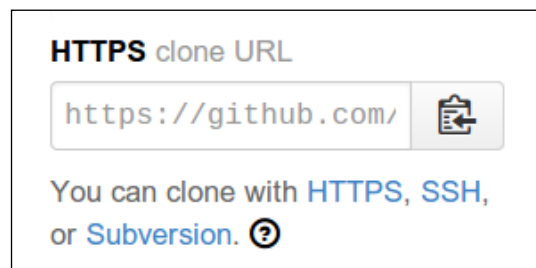 HTTPS clone URL
https://github.com/
You can clone with HTTPS, SSH,
or Subversion.